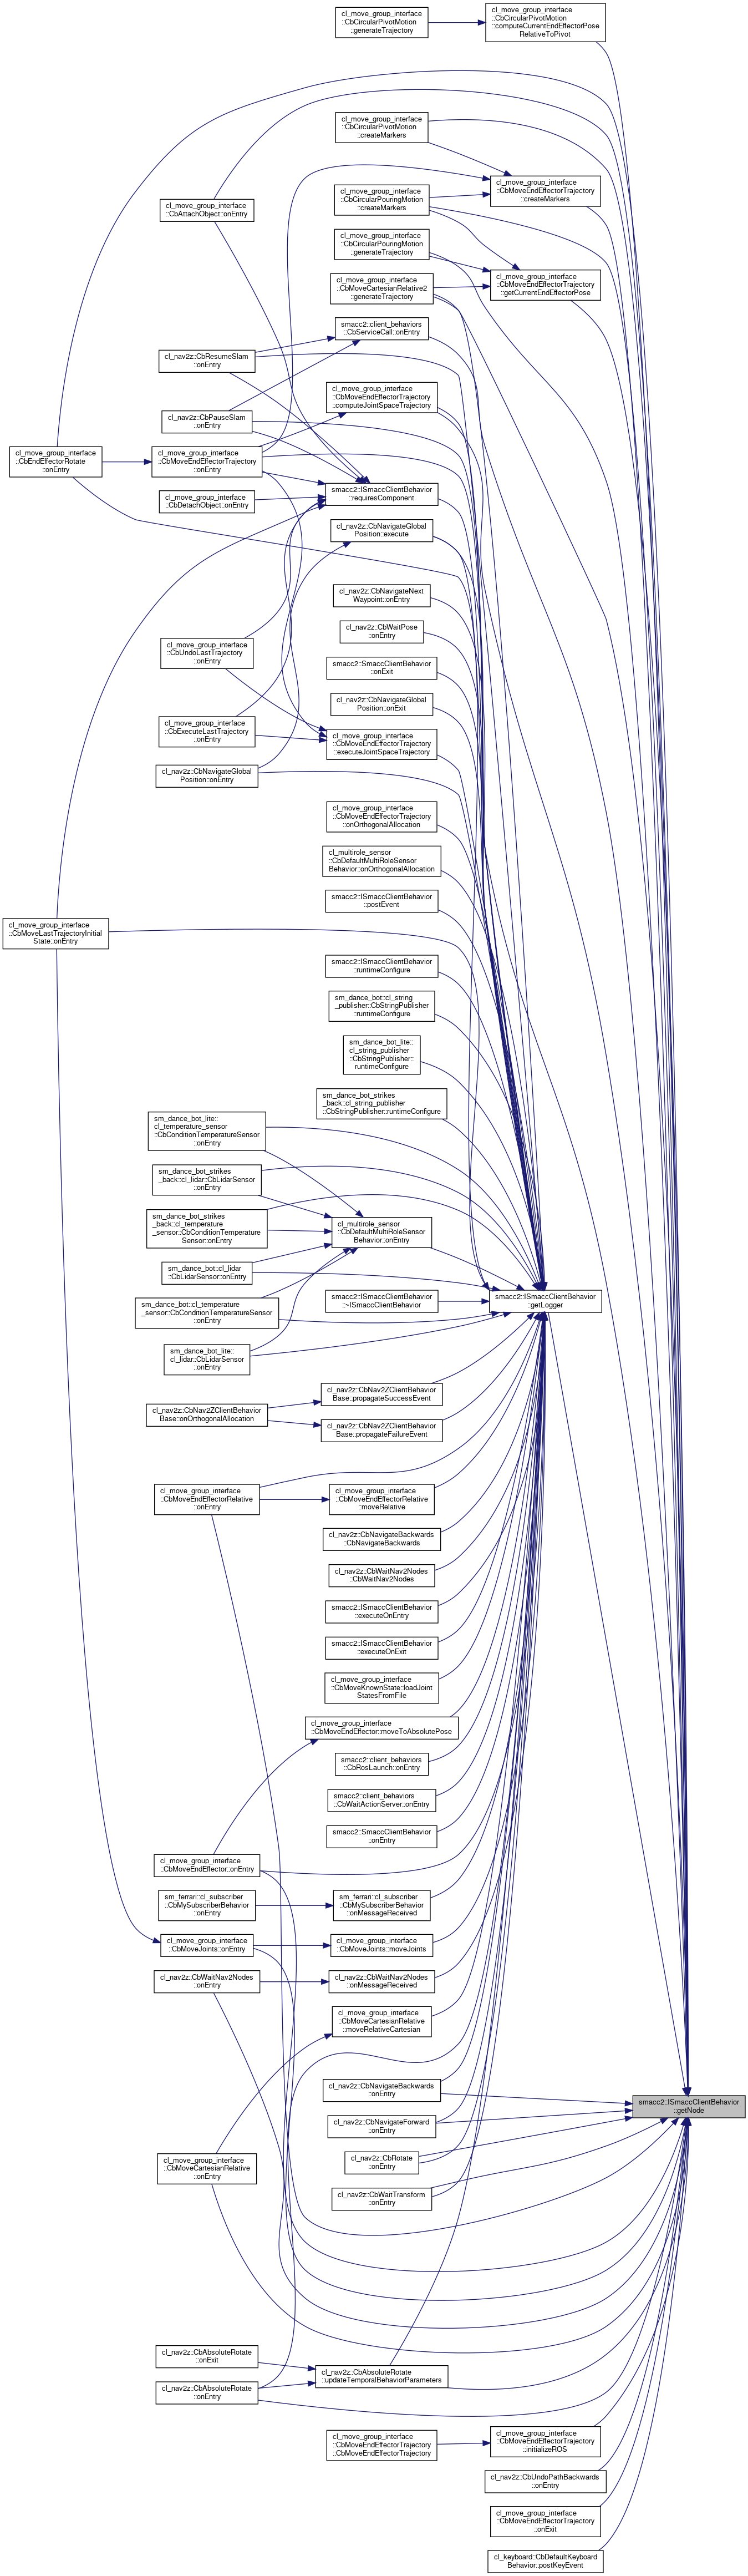 cl_move_group_interface
::CbCircularPivotMotion
::generateTrajectory
cl_move_group_interface
::CbCircularPivotMotion
::computeCurrentEndEffectorPose
RelativeToPivot
cl_move_group_interface
::CbCircularPivotMotion
::createMarkers
cl_move_group_interface
::CbAttachObject::onEntry
cl_move_group_interface
::CbCircularPouringMotion
::createMarkers
cl_move_group_interface
::CbMoveEndEffectorTrajectory
::createMarkers
cl_move_group_interface
::CbCircularPouringMotion
::generateTrajectory
cl_move_group_interface
::CbMoveCartesianRelative2
::generateTrajectory
cl_move_group_interface
::CbMoveEndEffectorTrajectory
::getCurrentEndEffectorPose
smacc2::client_behaviors
::CbServiceCall::onEntry
cl_nav2z::CbResumeSlam
::onEntry
cl_move_group_interface
::CbMoveEndEffectorTrajectory
::computeJointSpaceTrajectory
cl_nav2z::CbPauseSlam
::onEntry
cl_move_group_interface
::CbEndEffectorRotate
::onEntry
cl_move_group_interface
::CbMoveEndEffectorTrajectory
::onEntry
cl_move_group_interface
::CbDetachObject::onEntry
smacc2::ISmaccClientBehavior
::requiresComponent
cl_nav2z::CbNavigateGlobal
Position::execute
cl_nav2z::CbNavigateNext
Waypoint::onEntry
cl_nav2z::CbWaitPose
::onEntry
cl_move_group_interface
::CbUndoLastTrajectory
::onEntry
smacc2::SmaccClientBehavior
::onExit
cl_nav2z::CbNavigateGlobal
Position::onExit
cl_move_group_interface
::CbExecuteLastTrajectory
::onEntry
cl_move_group_interface
::CbMoveEndEffectorTrajectory
::executeJointSpaceTrajectory
cl_nav2z::CbNavigateGlobal
Position::onEntry
cl_move_group_interface
::CbMoveEndEffectorTrajectory
::onOrthogonalAllocation
cl_multirole_sensor
::CbDefaultMultiRoleSensor
Behavior::onOrthogonalAllocation
smacc2::ISmaccClientBehavior
::postEvent
cl_move_group_interface
::CbMoveLastTrajectoryInitial
State::onEntry
smacc2::ISmaccClientBehavior
::runtimeConfigure
sm_dance_bot::cl_string
_publisher::CbStringPublisher
::runtimeConfigure
sm_dance_bot_lite::
cl_string_publisher
::CbStringPublisher::
runtimeConfigure
sm_dance_bot_strikes
_back::cl_string_publisher
::CbStringPublisher::runtimeConfigure
sm_dance_bot_lite::
cl_temperature_sensor
::CbConditionTemperatureSensor
::onEntry
sm_dance_bot_strikes
_back::cl_lidar::CbLidarSensor
::onEntry
sm_dance_bot_strikes
_back::cl_temperature
_sensor::CbConditionTemperature
Sensor::onEntry
cl_multirole_sensor
::CbDefaultMultiRoleSensor
Behavior::onEntry
sm_dance_bot::cl_lidar
::CbLidarSensor::onEntry
sm_dance_bot::cl_temperature
_sensor::CbConditionTemperatureSensor
::onEntry
smacc2::ISmaccClientBehavior
::~ISmaccClientBehavior
smacc2::ISmaccClientBehavior
::getLogger
sm_dance_bot_lite::
cl_lidar::CbLidarSensor
::onEntry
cl_nav2z::CbNav2ZClientBehavior
Base::propagateSuccessEvent
cl_nav2z::CbNav2ZClientBehavior
Base::onOrthogonalAllocation
cl_nav2z::CbNav2ZClientBehavior
Base::propagateFailureEvent
cl_move_group_interface
::CbMoveEndEffectorRelative
::onEntry
cl_move_group_interface
::CbMoveEndEffectorRelative
::moveRelative
cl_nav2z::CbNavigateBackwards
::CbNavigateBackwards
cl_nav2z::CbWaitNav2Nodes
::CbWaitNav2Nodes
smacc2::ISmaccClientBehavior
::executeOnEntry
smacc2::ISmaccClientBehavior
::executeOnExit
cl_move_group_interface
::CbMoveKnownState::loadJoint
StatesFromFile
cl_move_group_interface
::CbMoveEndEffector::moveToAbsolutePose
smacc2::client_behaviors
::CbRosLaunch::onEntry
smacc2::client_behaviors
::CbWaitActionServer::onEntry
smacc2::SmaccClientBehavior
::onEntry
cl_move_group_interface
::CbMoveEndEffector::onEntry
sm_ferrari::cl_subscriber
::CbMySubscriberBehavior
::onEntry
sm_ferrari::cl_subscriber
::CbMySubscriberBehavior
::onMessageReceived
cl_move_group_interface
::CbMoveJoints::onEntry
cl_move_group_interface
::CbMoveJoints::moveJoints
cl_nav2z::CbWaitNav2Nodes
::onEntry
cl_nav2z::CbWaitNav2Nodes
::onMessageReceived
cl_move_group_interface
::CbMoveCartesianRelative
::moveRelativeCartesian
cl_nav2z::CbNavigateBackwards
::onEntry
smacc2::ISmaccClientBehavior
::getNode
cl_nav2z::CbNavigateForward
::onEntry
cl_move_group_interface
::CbMoveCartesianRelative
::onEntry
cl_nav2z::CbRotate
::onEntry
cl_nav2z::CbWaitTransform
::onEntry
cl_nav2z::CbAbsoluteRotate
::onExit
cl_nav2z::CbAbsoluteRotate
::updateTemporalBehaviorParameters
cl_nav2z::CbAbsoluteRotate
::onEntry
cl_move_group_interface
::CbMoveEndEffectorTrajectory
::CbMoveEndEffectorTrajectory
cl_move_group_interface
::CbMoveEndEffectorTrajectory
::initializeROS
cl_nav2z::CbUndoPathBackwards
::onEntry
cl_move_group_interface
::CbMoveEndEffectorTrajectory
::onExit
cl_keyboard::CbDefaultKeyboard
Behavior::postKeyEvent